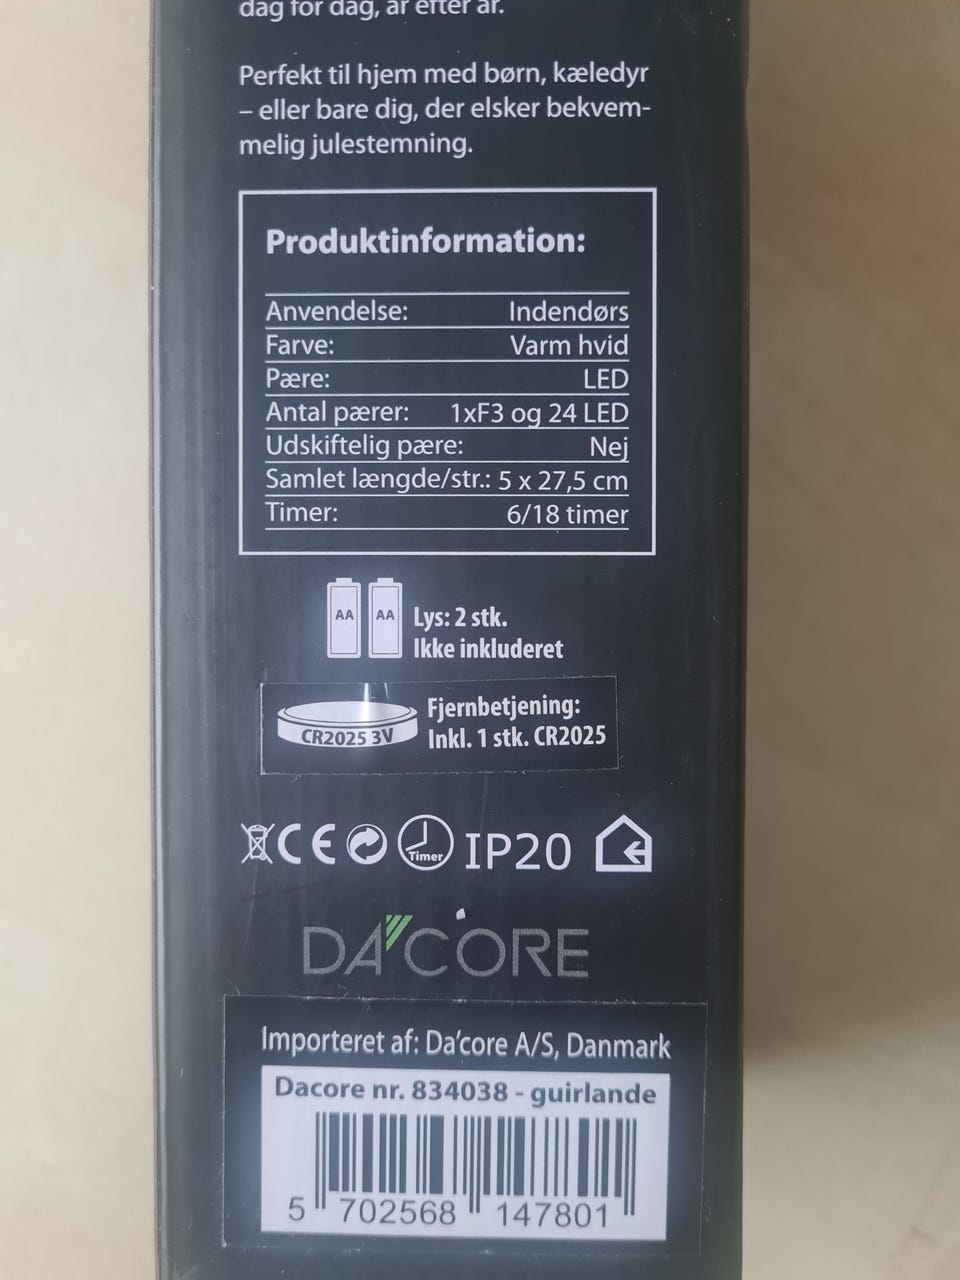 dag for dag, år efter år.
Perfekt til hjem med børn, kæledyr
– eller bare dig, der elsker bekvem-
melig julestemning.
Produktinformation:
Anvendelse: Indendørs
Farve: Varm hvid
Pære: LED
Antal pærer: 1xF3 og 24 LED
Udskiftelig pære: Nej
Samlet længde/str.: 5 x 27,5 cm
Timer: 6/18 timer
AA AA Lys: 2 stk.
Ikke inkluderet
Fjernbetjening:
CR2025 3V Inkl. 1 stk. CR2025
CE Timer IP20
DA'CORE
Importeret af: Da'core A/S, Danmark
Dacore nr. 834038 - guirlande
5 702568 147801